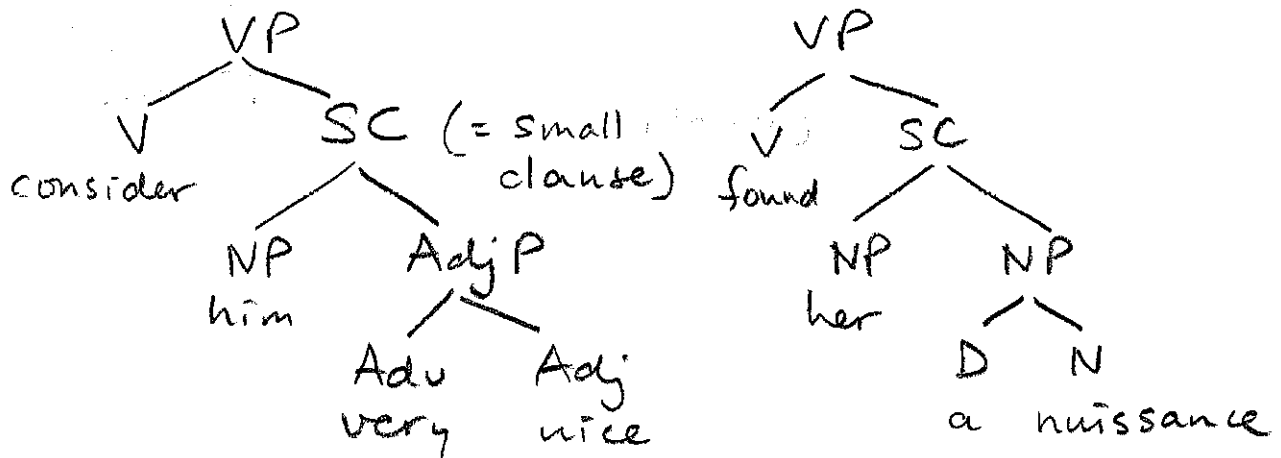 VP VP
V SC (= small V SC
consider clause) found
NP AdjP NP NP
him her
Adv Adj D N
very nice a nuissance